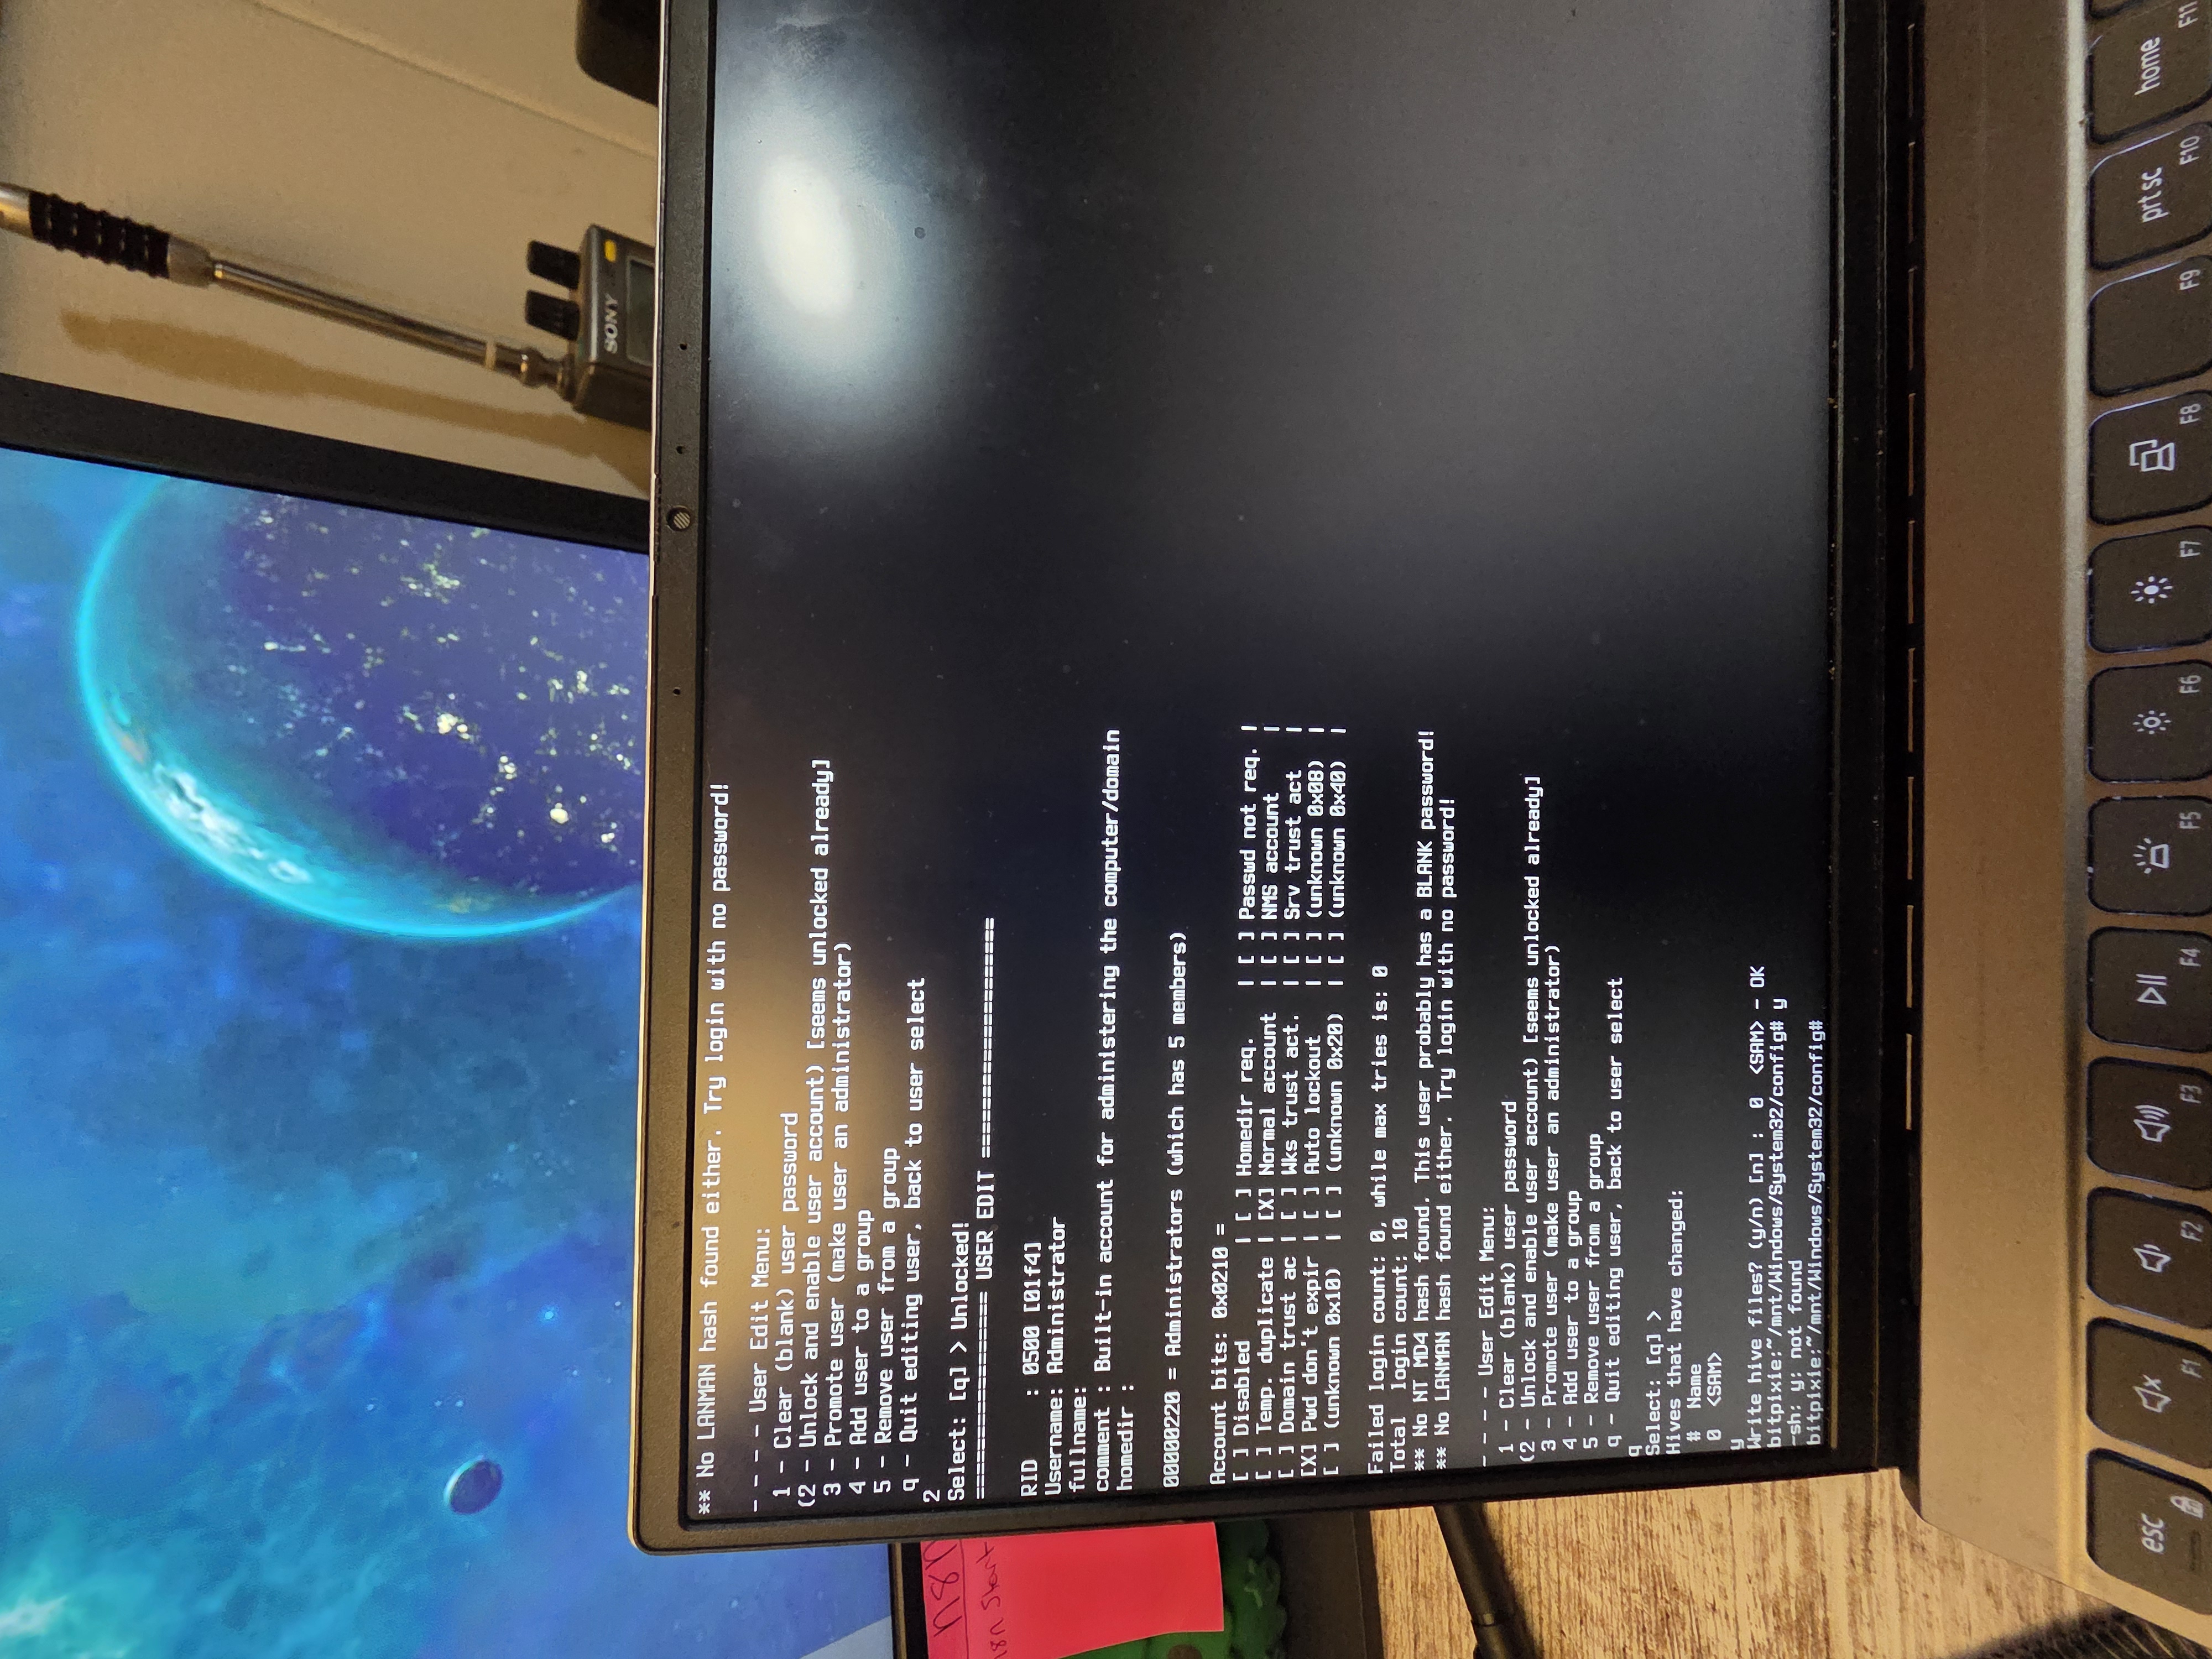 SONY
** No LANMAN hash found either. Try login with no password!
- - - - User Edit Menu:
1 - Clear (blank) user password
(2 - Unlock and enable user account) [seems unlocked already]
3 - Promote user (make user an administrator)
4 - Add user to a group
5 - Remove user from a group
q - Quit editing user, back to user select
2
Select: [q] > Unlocked!
================= USER EDIT ====================
RID     : 0500 [01f4]
Username: Administrator
fullname:
comment : Built-in account for administering the computer/domain
homedir :
00000220 = Administrators (which has 5 members)
Account bits: 0x0210 =
[ ] Disabled        | [ ] Homedir req.    | [ ] Passwd not req. |
[ ] Temp. duplicate | [X] Normal account  | [ ] NMS account     |
[ ] Domain trust ac | [ ] Wks trust act.  | [ ] Srv trust act   |
[X] Pwd don't expir | [ ] Auto lockout    | [ ] (unknown 0x08)  |
[ ] (unknown 0x10)  | [ ] (unknown 0x20)  | [ ] (unknown 0x40)  |
Failed login count: 0, while max tries is: 0
Total  login count: 10
** No NT MD4 hash found. This user probably has a BLANK password!
** No LANMAN hash found either. Try login with no password!
- - - - User Edit Menu:
1 - Clear (blank) user password
(2 - Unlock and enable user account) [seems unlocked already]
3 - Promote user (make user an administrator)
4 - Add user to a group
5 - Remove user from a group
q - Quit editing user, back to user select
q
Select: [q] >
Hives that have changed:
#  Name
0  <SAM>
y
Write hive files? (y/n) [n] :  0  <SAM> - OK
bitpixie:~/mnt/Windows/System32/config# y
-sh: y: not found
bitpixie:~/mnt/Windows/System32/config#
n8n
n8n Start
esc F1 F2 F3 F4 F5 F6 F7 F8 F9 prt sc F10 home F11